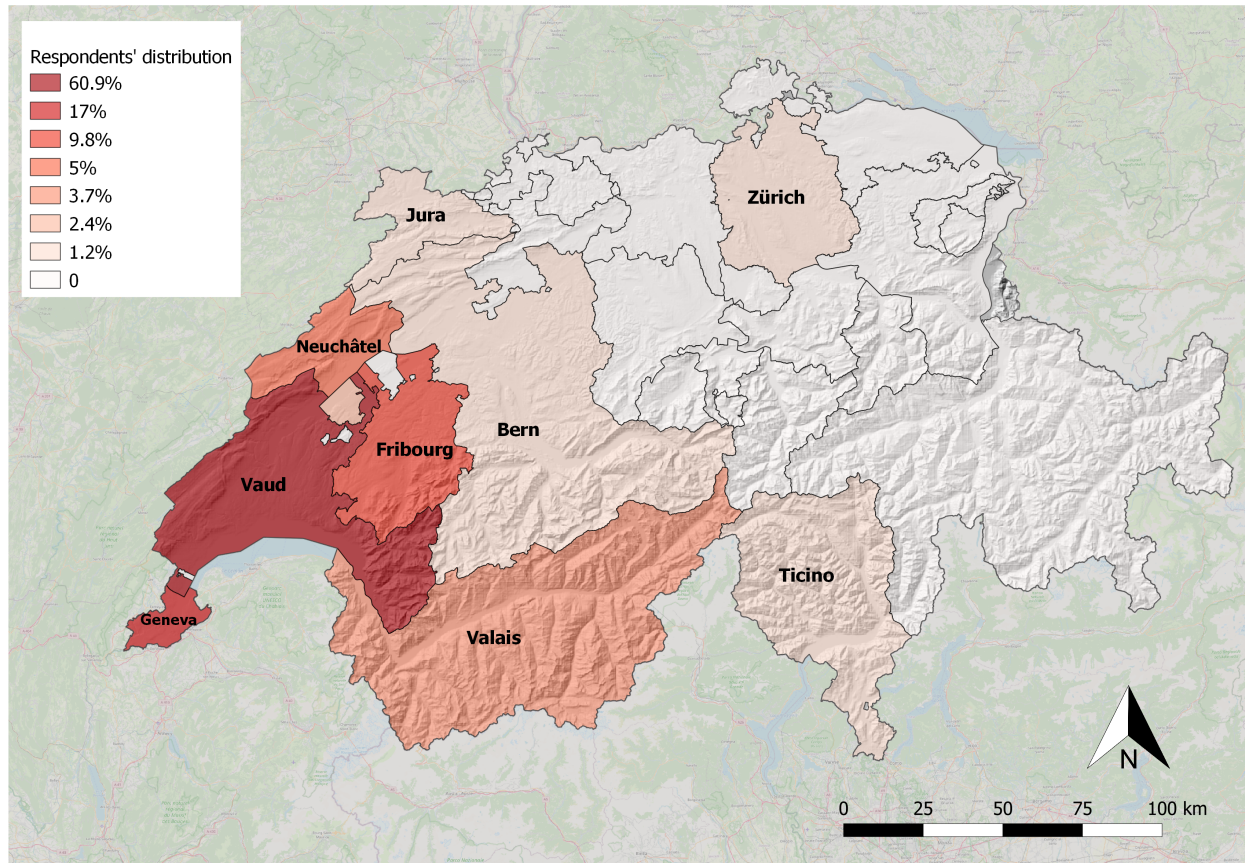 Respondents' distribution
60.9%
17%
9.8%
5%
3.7%
2.4%
1.2%
0
Zürich
Jura
Neuchâtel
Bern
Fribourg
Vaud
Ticino
Geneva
Valais
N
0 25 50 75 100 km